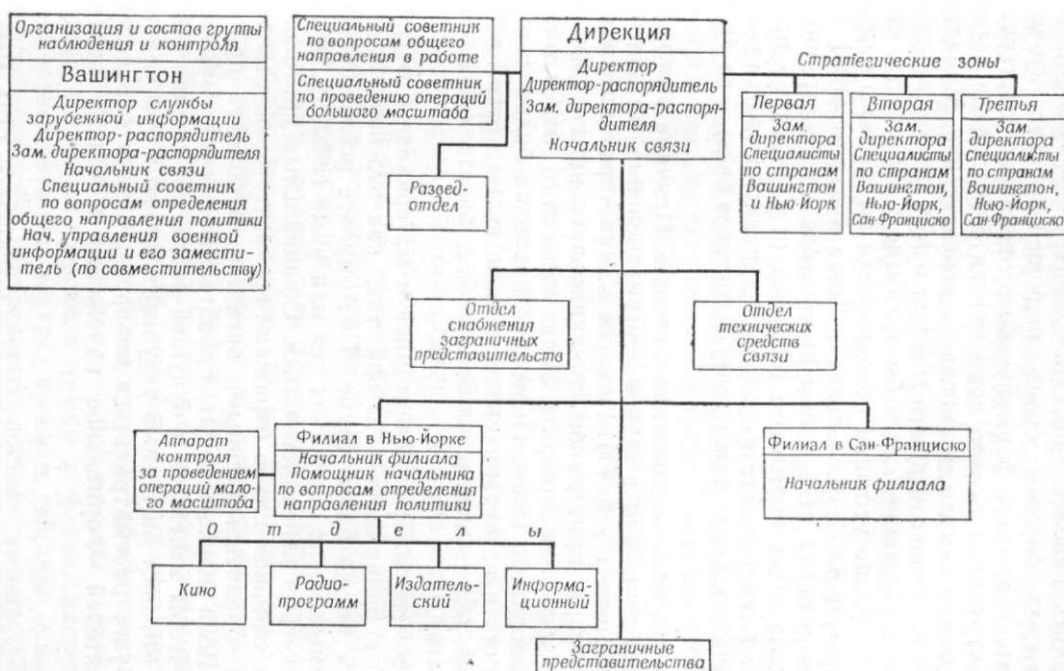 Организация и состав группы
наблюдения и контроля
Вашингтон
Директор службы
зарубежной информации
Директор-распорядитель
Зам. директора-распорядителя
Начальник связи
Специальный советник
по вопросам определения
общего направления политики
Нач. управления военной
информации и его замести-
тель (по совместительству)
Специальный советник
по вопросам общего
направления в работе
Специальный советник
по проведению операций
большого масштаба
Дирекция
Директор
Директор-распорядитель
Зам. директора-распоря-
дителя
Начальник связи
Стратегические зоны
Первая
Зам.
директора
Специалисты
по странам
Вашингтон
и Нью-Йорк
Вторая
Зам.
директора
Специалисты
по странам
Вашингтон,
Нью-Йорк,
Сан-Франциско
Третья
Зам.
директора
Специалисты
по странам
Вашингтон,
Нью-Йорк,
Сан-Франциско
Развед-
отдел
Отдел
снабжения
заграничных
представительств
Отдел
технических
средств
связи
Аппарат
контроля
за проведением
операций мало-
го масштаба
Филиал в Нью-Йорке
Начальник филиала
Помощник начальника
по вопросам определения
направления политики
Филиал в Сан-Франциско
Начальник филиала
Отделы
Кино
Радио-
программ
Издатель-
ский
Информа-
ционный
Заграничные
представительства